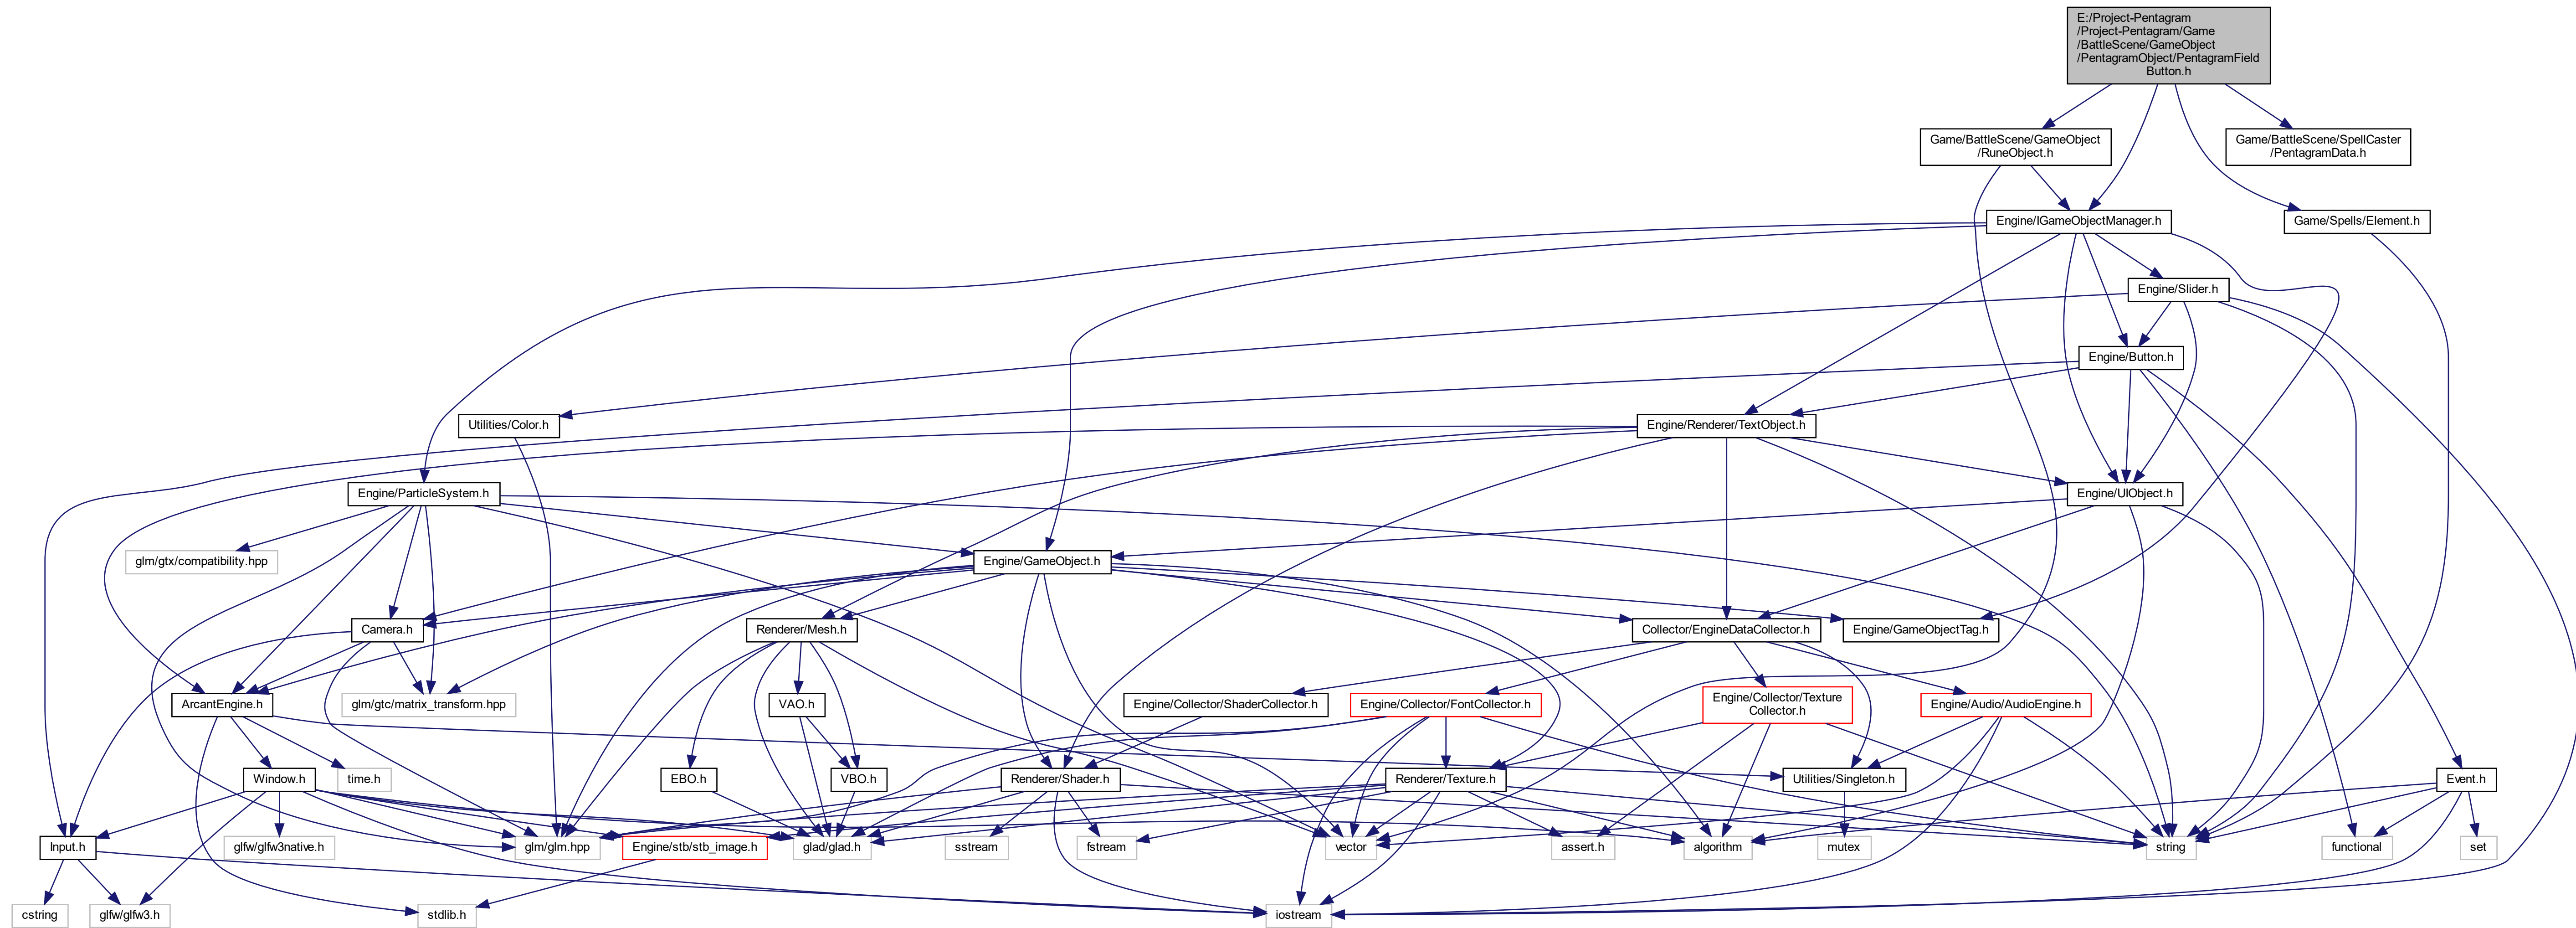 E:/Project-Pentagram
/Project-Pentagram/Game
/BattleScene/GameObject
/PentagramObject/PentagramField
Button.h
Game/BattleScene/GameObject
/RuneObject.h
Game/BattleScene/SpellCaster
/PentagramData.h
Engine/IGameObjectManager.h
Game/Spells/Element.h
Engine/Slider.h
Engine/Button.h
Utilities/Color.h
Engine/Renderer/TextObject.h
Engine/ParticleSystem.h
Engine/UIObject.h
glm/gtx/compatibility.hpp
Engine/GameObject.h
Camera.h
Renderer/Mesh.h
Collector/EngineDataCollector.h
Engine/GameObjectTag.h
ArcantEngine.h
glm/gtc/matrix_transform.hpp
VAO.h
Engine/Collector/ShaderCollector.h
Engine/Collector/FontCollector.h
Engine/Collector/Texture
Collector.h
Engine/Audio/AudioEngine.h
Window.h
time.h
EBO.h
VBO.h
Renderer/Shader.h
Renderer/Texture.h
Utilities/Singleton.h
Event.h
Input.h
glfw/glfw3native.h
glm/glm.hpp
Engine/stb/stb_image.h
glad/glad.h
sstream
fstream
vector
assert.h
algorithm
mutex
string
functional
set
cstring
glfw/glfw3.h
stdlib.h
iostream